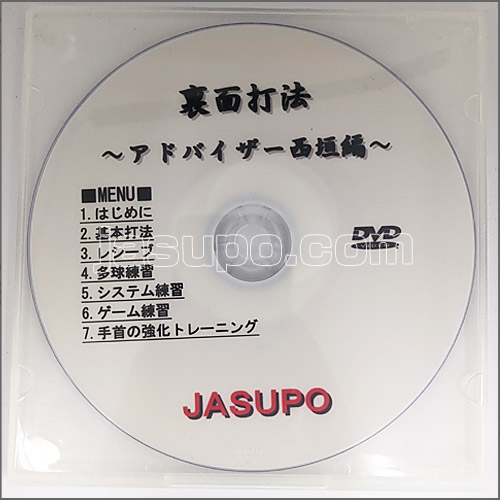 裏面打法
～アドバイザー西垣編～
■MENU■
1.はじめに
2.基本打法
3.レシーブ
4.多球練習
5.システム練習
6.ゲーム練習
7.手首の強化トレーニング
DVD
jasupo.com
JASUPO